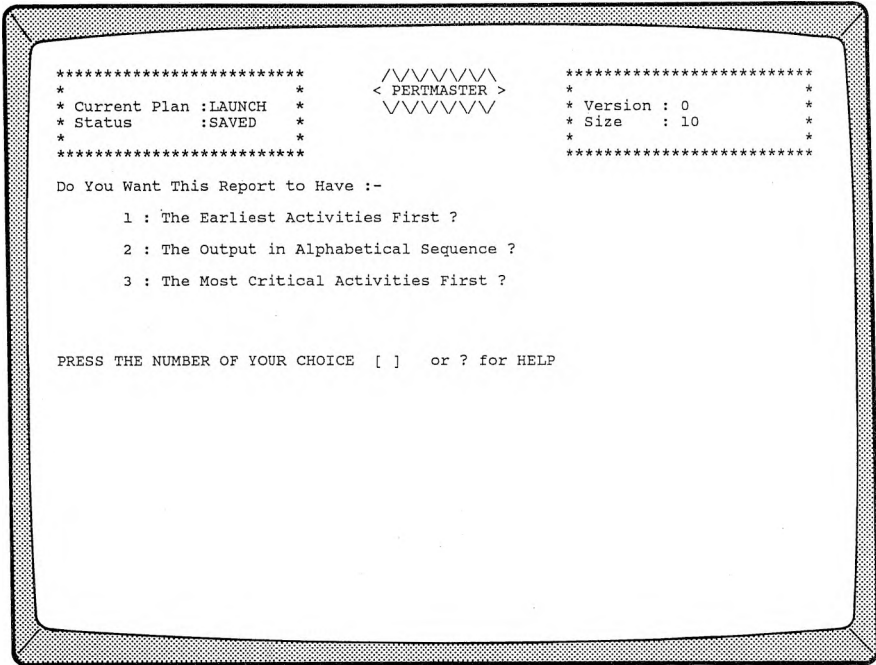 **************************     /\/\/\/\/\/\     **************************
*                        *    < PERTMASTER >    *                        *
* Current Plan :LAUNCH   *     \/\/\/\/\/\/     * Version : 0            *
* Status       :SAVED    *                      * Size    : 10           *
*                        *                      *                        *
**************************                      **************************
Do You Want This Report to Have :-
1 : The Earliest Activities First ?
2 : The Output in Alphabetical Sequence ?
3 : The Most Critical Activities First ?
PRESS THE NUMBER OF YOUR CHOICE [ ] or ? for HELP